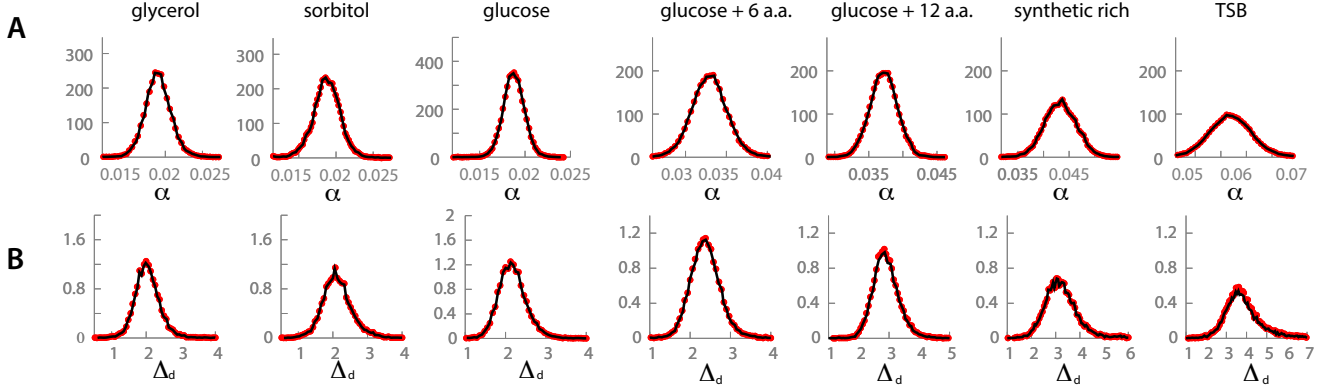 A
glycerol sorbitol glucose glucose + 6 a.a. glucose + 12 a.a. synthetic rich TSB
300 200 100 0
0.015 0.020 0.025
α
300 200 100 0
0.015 0.020 0.025
α
500 400 300 200 100 0
0.015 0.020 0.025
α
200 100 0
0.03 0.035 0.04
α
200 100 0
0.035 0.045
α
200 100 0
0.035 0.045
α
200 100 0
0.05 0.06 0.07
α
B
1.6 0.8 0
1 2 3 4
Δd
1.6 0.8 0
1 2 3 4
Δd
2 1.6 1.2 0.8 0.4 0
1 2 3 4
Δd
1.2 0.8 0.4 0
1 2 3 4
Δd
1.2 0.8 0.4 0
1 2 3 4 5
Δd
1.2 0.8 0.4 0
1 2 3 4 5 6
Δd
1.2 0.8 0.4 0
1 2 3 4 5 6 7
Δd